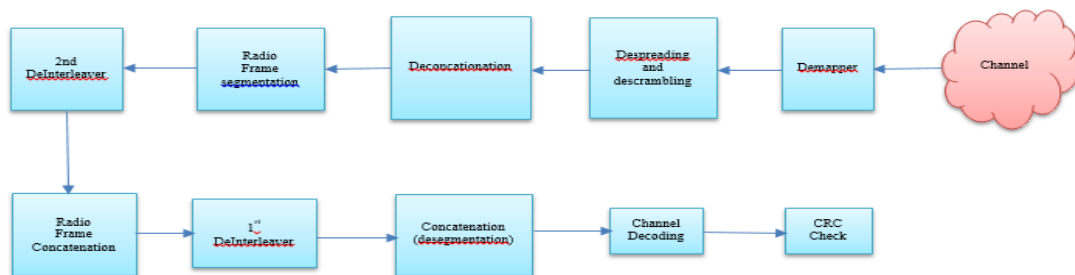 2nd
DeInterleaver
Radio
Frame
segmentation
Deconcationation
Despreading
and
descrambling
Demapper
Channel
Radio
Frame
Concatenation
1st
DeInterleaver
Concatenation
(desegmentation)
Channel
Decoding
CRC
Check